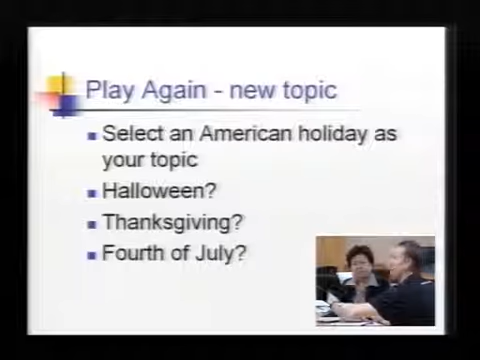 Play Again - new topic
Select an American holiday as
your topic
Halloween?
Thanksgiving?
Fourth of July?